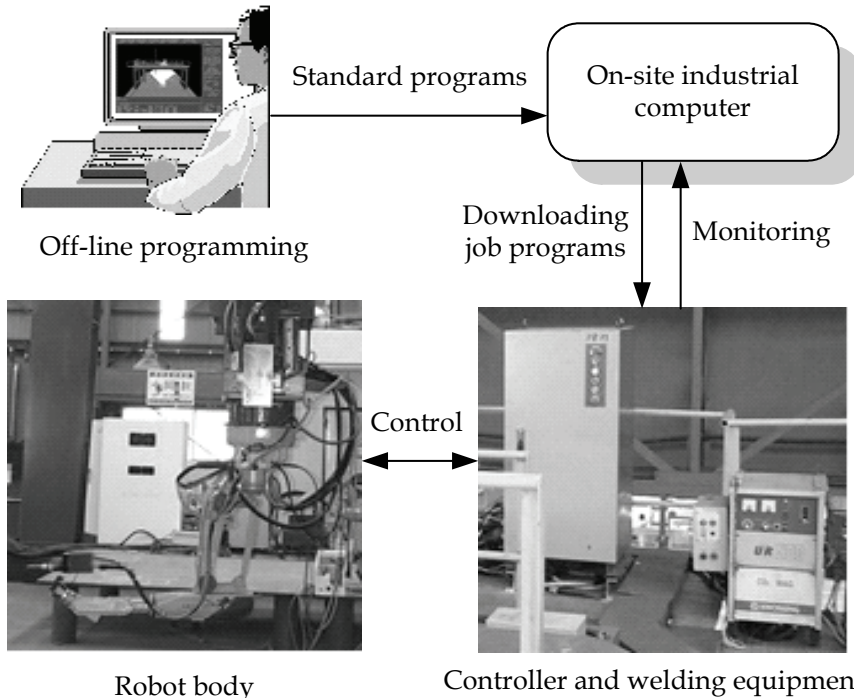 Standard programs
On-site industrial
computer
Off-line programming
Downloading
job programs
Monitoring
Control
UR
Robot body
Controller and welding equipmen